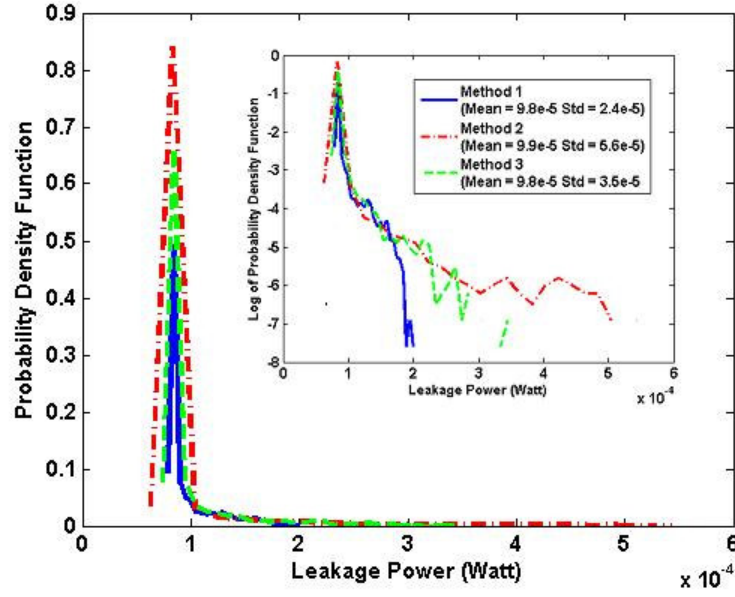 0.9
0.8
0.7
0.6
0.5
0.4
0.3
0.2
0.1
0
Probability Density Function
0
1
2
3
4
5
6
Leakage Power (Watt)
x 10⁻⁴
0
-1
-2
-3
-4
-5
-6
-7
-8
Log of Probability Density Function
Method 1
(Mean = 9.8e-5 Std = 2.4e-5)
Method 2
(Mean = 9.9e-5 Std = 5.6e-5)
Method 3
(Mean = 9.8e-5 Std = 3.5e-5
0
1
2
3
4
5
6
Leakage Power (Watt)
x 10⁻⁴